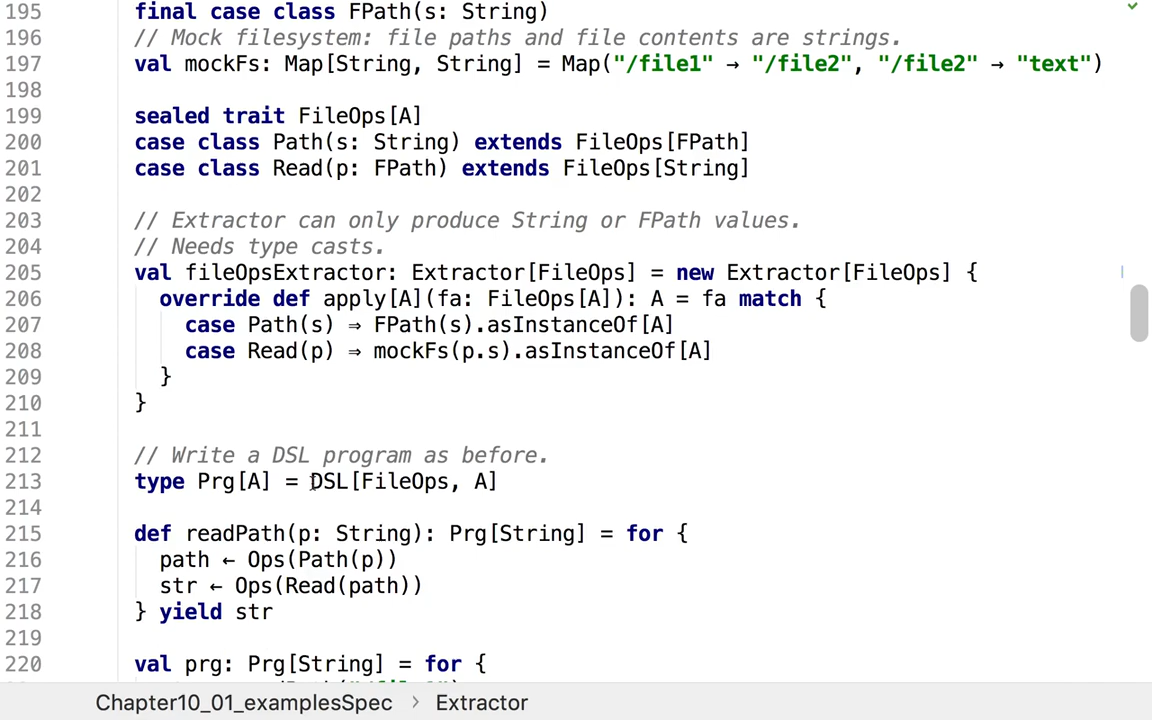 195 final case class FPath(s: String)
196 // Mock filesystem: file paths and file contents are strings.
197 val mockFs: Map[String, String] = Map("/file1" → "/file2", "/file2" → "text")
198
199 sealed trait FileOps[A]
200 case class Path(s: String) extends FileOps[FPath]
201 case class Read(p: FPath) extends FileOps[String]
202
203 // Extractor can only produce String or FPath values.
204 // Needs type casts.
205 val fileOpsExtractor: Extractor[FileOps] = new Extractor[FileOps] {
206 override def apply[A](fa: FileOps[A]): A = fa match {
207 case Path(s) ⇒ FPath(s).asInstanceOf[A]
208 case Read(p) ⇒ mockFs(p.s).asInstanceOf[A]
209 }
210 }
211
212 // Write a DSL program as before.
213 type Prg[A] = DSL[FileOps, A]
214
215 def readPath(p: String): Prg[String] = for {
216 path ← Ops(Path(p))
217 str ← Ops(Read(path))
218 } yield str
219
220 val prg: Prg[String] = for {
Chapter10_01_examplesSpec > Extractor